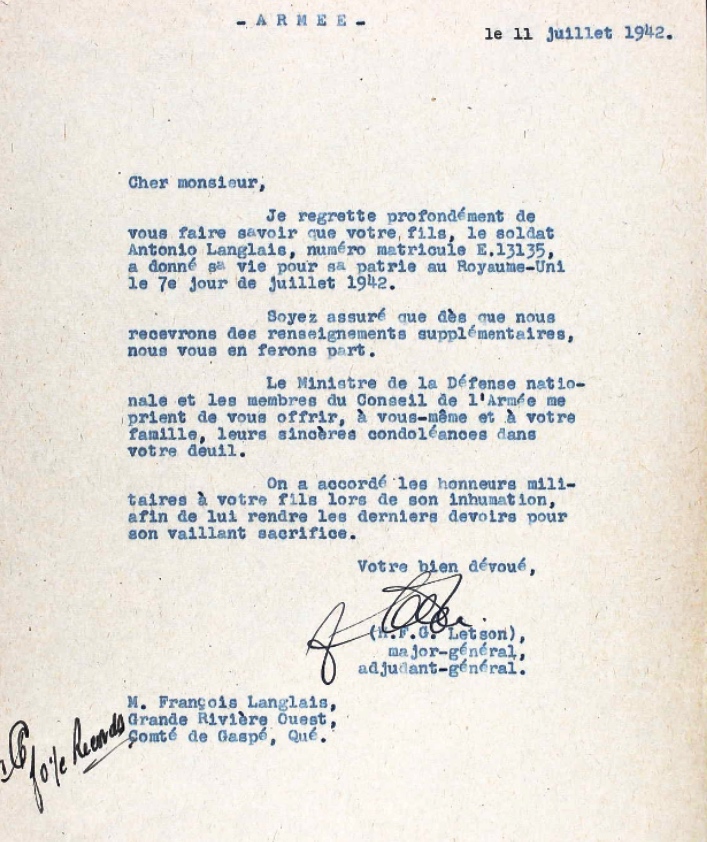 - A R M E E -
le 11 juillet 1942.
Cher monsieur,
Je regrette profondément de
vous faire savoir que votre fils, le soldat
Antonio Langlais, numéro matricule E.13135,
a donné sa vie pour sa patrie au Royaume-Uni
le 7e jour de juillet 1942.
Soyez assuré que dès que nous
recevrons des renseignements supplémentaires,
nous vous en ferons part.
Le Ministre de la Défense natio-
nale et les membres du Conseil de l'Armée me
prient de vous offrir, à vous-même et à votre
famille, leurs sincères condoléances dans
votre deuil.
On a accordé les honneurs mili-
taires à votre fils lors de son inhumation,
afin de lui rendre les derniers devoirs pour
son vaillant sacrifice.
Votre bien dévoué,
(H.F.G. Letson),
major-général,
adjudant-général.
M. François Langlais,
Grande Rivière Ouest,
Comté de Gaspé, Qué.
Records